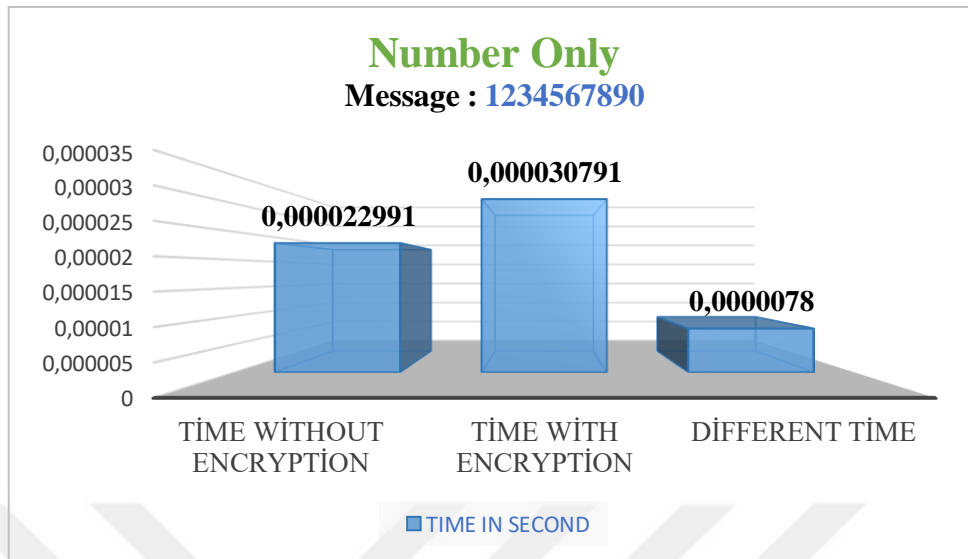 Number Only
Message : 1234567890
0,000035
0,00003
0,000025
0,00002
0,000015
0,00001
0,000005
0
0,000022991
0,000030791
0,0000078
TİME WİTHOUT
ENCRYPTİON
TİME WİTH
ENCRYPTİON
DİFFERENT TİME
TIME IN SECOND